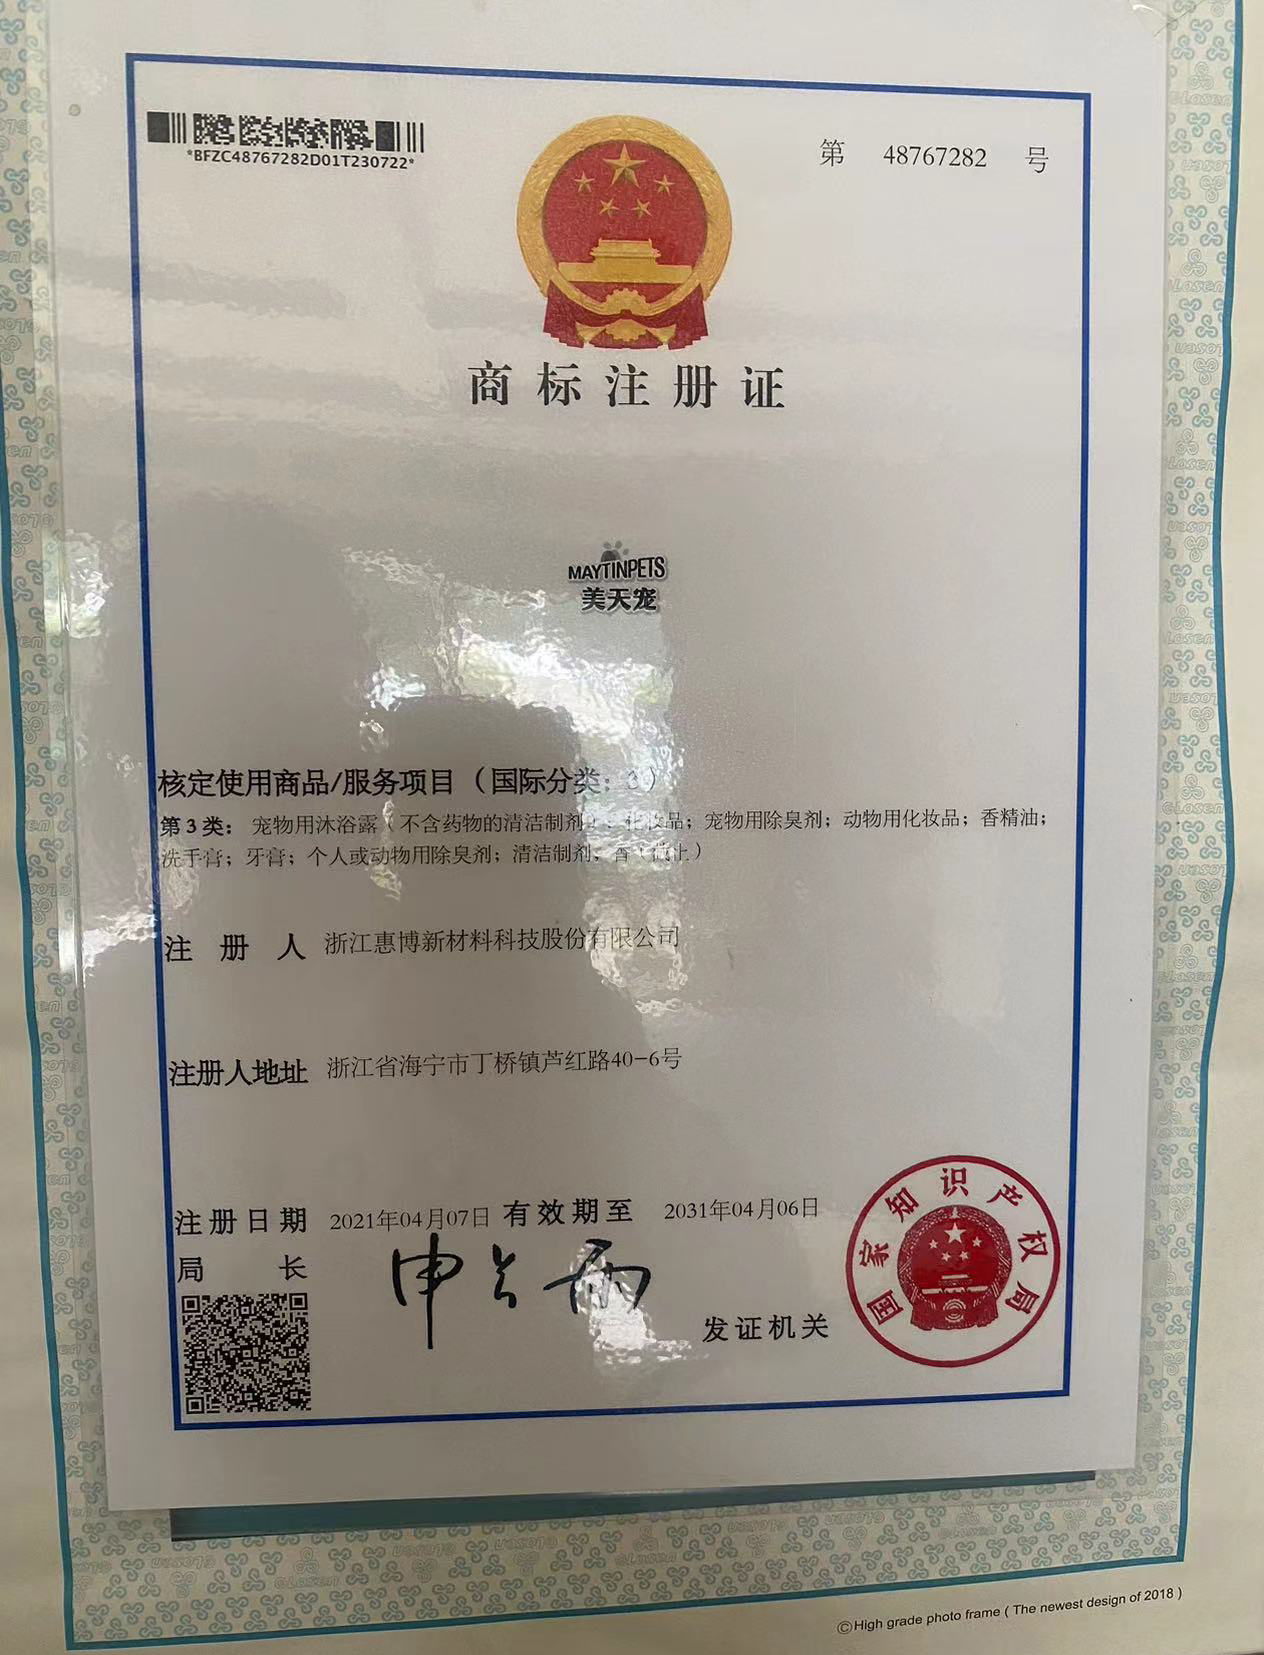 *BFZC48767282D01T230722*
第 48767282 号
商标注册证
MAYTINPETS
美天宠
核定使用商品/服务项目（国际分类：3）
第3类：宠物用沐浴露（不含药物的清洁制剂）；化妆品；宠物用除臭剂；动物用化妆品；香精油；
洗手膏；牙膏；个人或动物用除臭剂；清洁制剂；香（截止）
注册人 浙江惠博新材料科技股份有限公司
注册人地址 浙江省海宁市丁桥镇芦红路40-6号
注册日期 2021年04月07日 有效期至 2031年04月06日
局长 申长雨
发证机关
国家知识产权局
©High grade photo frame ( The newest design of 2018 )
GLosen